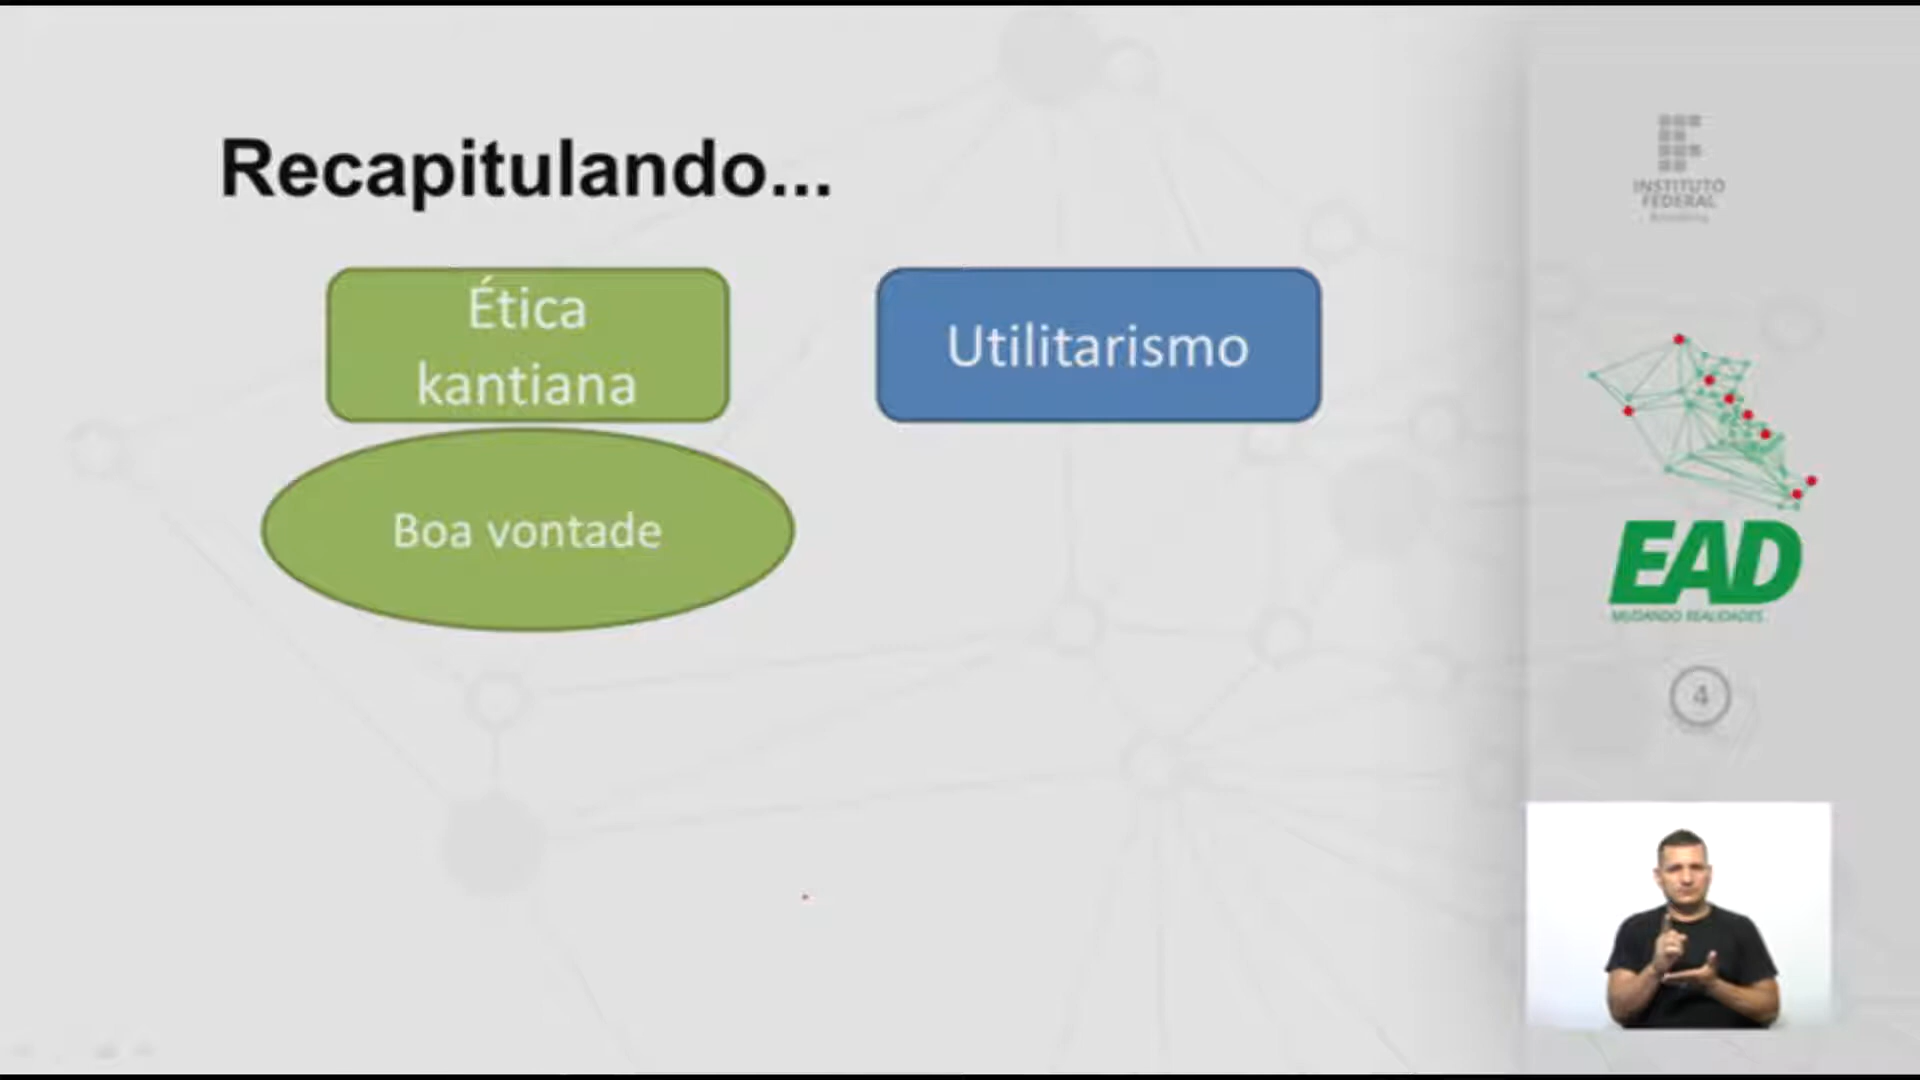 Recapitulando...
Ética
kantiana
Utilitarismo
Boa vontade
INSTITUTO
FEDERAL
EAD
MUDANDO REALIDADES
4